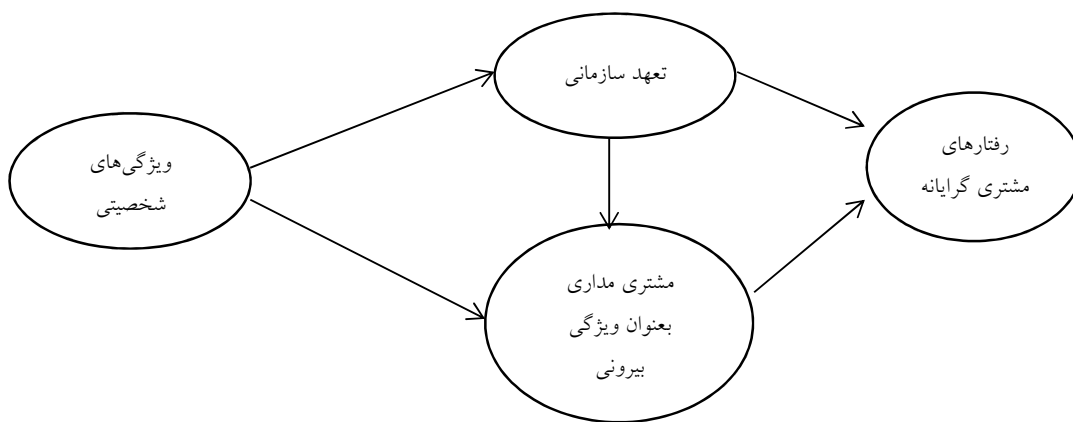 تعهد سازمانی
ویژگی‌های
شخصیتی
رفتارهای
مشتری گرایانه
مشتری مداری
بعنوان ویژگی
بیرونی